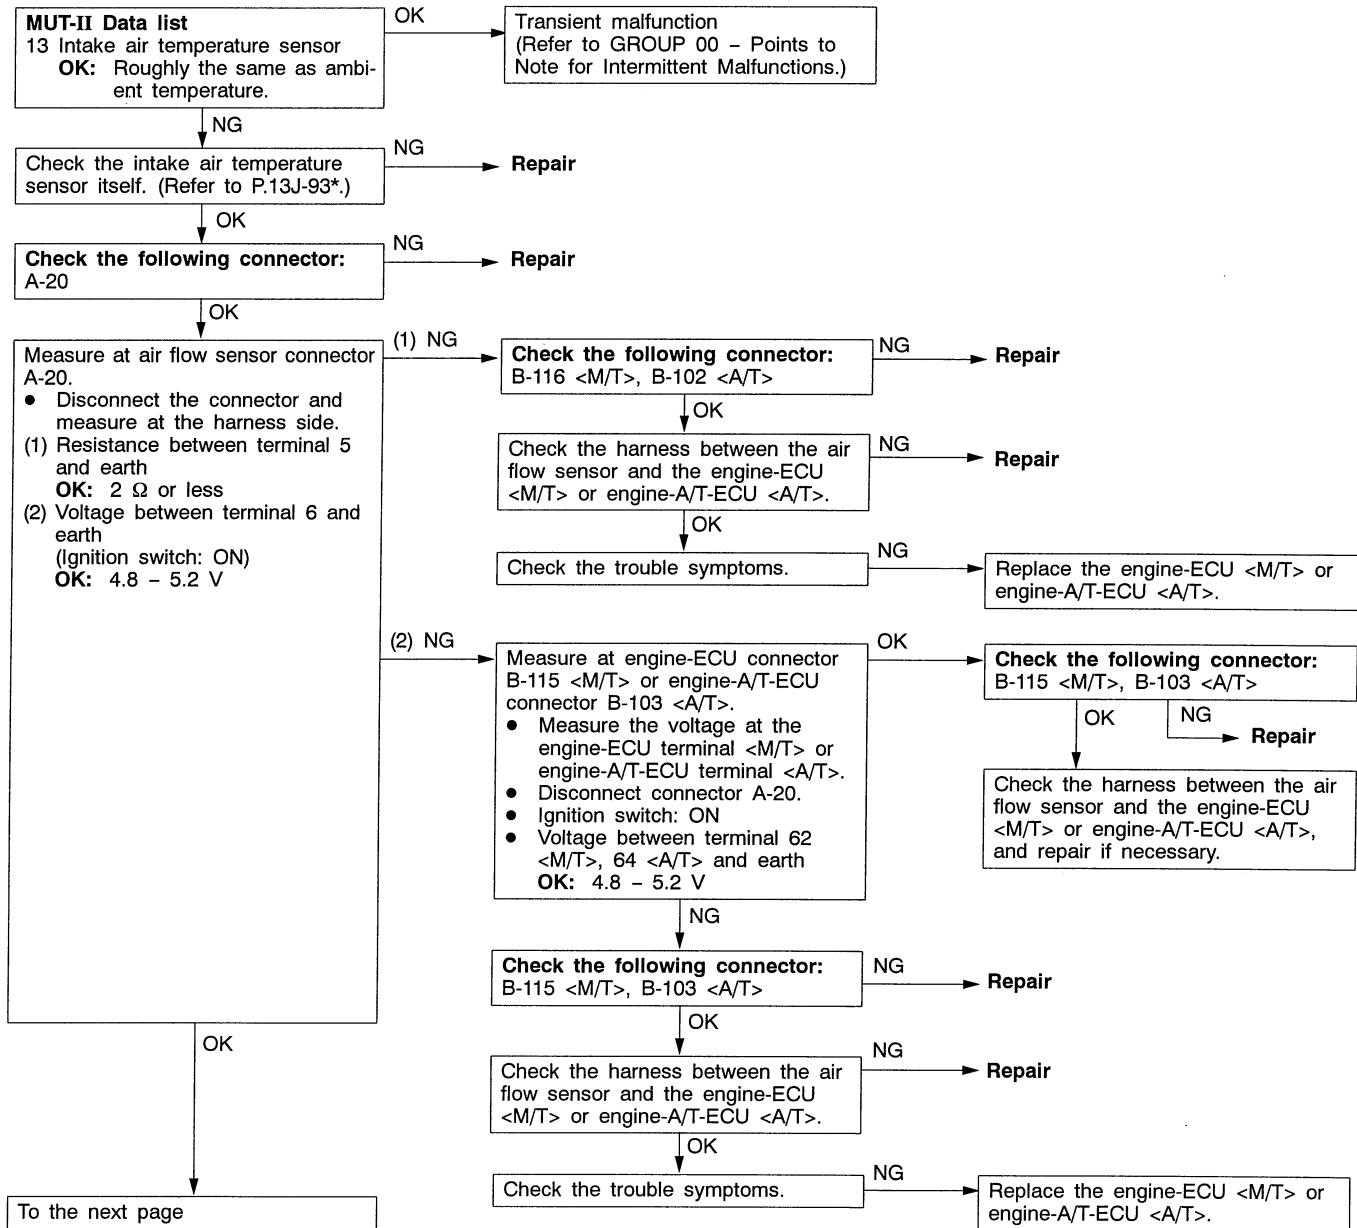 MUT-II Data list
13 Intake air temperature sensor
OK: Roughly the same as ambi-
ent temperature.
OK
Transient malfunction
(Refer to GROUP 00 – Points to
Note for Intermittent Malfunctions.)
NG
Check the intake air temperature
sensor itself. (Refer to P.13J-93*.)
NG
Repair
OK
Check the following connector:
A-20
NG
Repair
OK
Measure at air flow sensor connector
A-20.
● Disconnect the connector and
measure at the harness side.
(1) Resistance between terminal 5
and earth
OK: 2 Ω or less
(2) Voltage between terminal 6 and
earth
(Ignition switch: ON)
OK: 4.8 – 5.2 V
(1) NG
Check the following connector:
B-116 <M/T>, B-102 <A/T>
NG
Repair
OK
Check the harness between the air
flow sensor and the engine-ECU
<M/T> or engine-A/T-ECU <A/T>.
NG
Repair
OK
Check the trouble symptoms.
NG
Replace the engine-ECU <M/T> or
engine-A/T-ECU <A/T>.
(2) NG
Measure at engine-ECU connector
B-115 <M/T> or engine-A/T-ECU
connector B-103 <A/T>.
● Measure the voltage at the
engine-ECU terminal <M/T> or
engine-A/T-ECU terminal <A/T>.
● Disconnect connector A-20.
● Ignition switch: ON
● Voltage between terminal 62
<M/T>, 64 <A/T> and earth
OK: 4.8 – 5.2 V
OK
Check the following connector:
B-115 <M/T>, B-103 <A/T>
OK
NG
Repair
Check the harness between the air
flow sensor and the engine-ECU
<M/T> or engine-A/T-ECU <A/T>,
and repair if necessary.
NG
Check the following connector:
B-115 <M/T>, B-103 <A/T>
NG
Repair
OK
Check the harness between the air
flow sensor and the engine-ECU
<M/T> or engine-A/T-ECU <A/T>.
NG
Repair
OK
Check the trouble symptoms.
NG
Replace the engine-ECU <M/T> or
engine-A/T-ECU <A/T>.
OK
To the next page